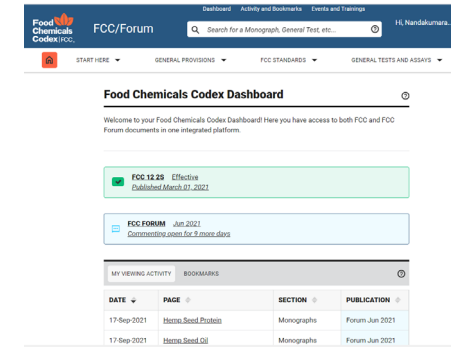 Dashboard Activity and Bookmarks Events and Trainings
Food
Chemicals
Codex|FCC
FCC/Forum
Search for a Monograph, General Test, etc...
Hi, Nandakumara..
START HERE
GENERAL PROVISIONS
FCC STANDARDS
GENERAL TESTS AND ASSAYS
Food Chemicals Codex Dashboard
Welcome to your Food Chemicals Codex Dashboard! Here you have access to both FCC and FCC
Forum documents in one integrated platform.
FCC 12 2S Effective
Published March 01, 2021
FCC FORUM Jun 2021
Commenting open for 9 more days
MY VIEWING ACTIVITY BOOKMARKS
DATE PAGE SECTION PUBLICATION
17-Sep-2021 Hemp Seed Protein Monographs Forum Jun 2021
17-Sep-2021 Hemp Seed Oil Monographs Forum Jun 2021